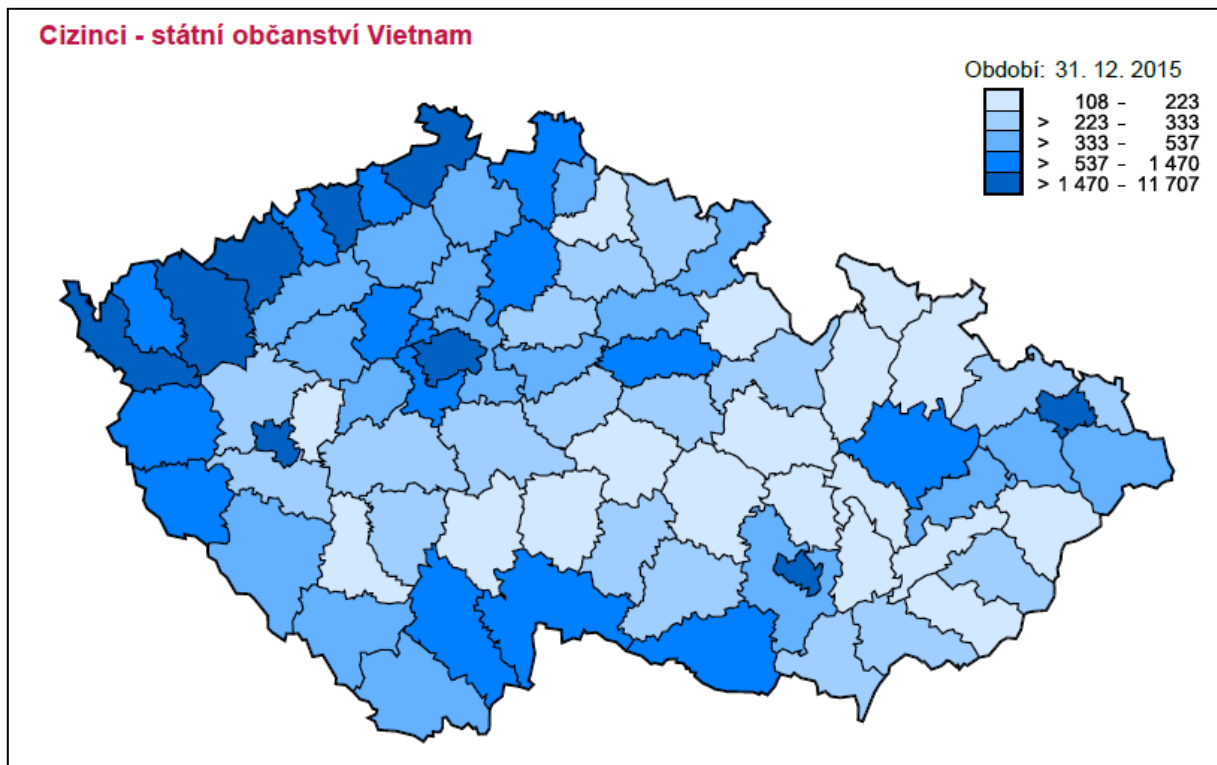 Cizinci - státní občanství Vietnam
Období: 31. 12. 2015
108 - 223
> 223 - 333
> 333 - 537
> 537 - 1 470
> 1 470 - 11 707